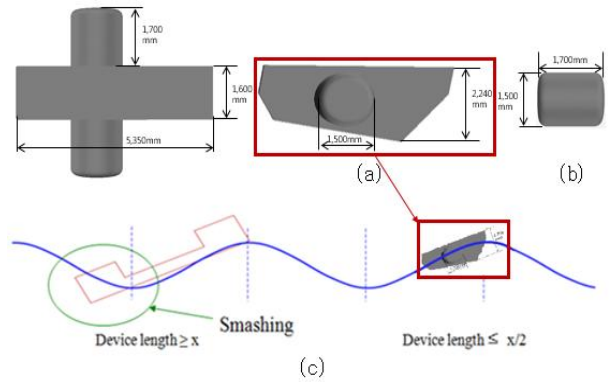 1,700
mm
1,600
mm
5,350mm
2,240
mm
1,500mm
(a)
1,700mm
1,500
mm
(b)
Smashing
Device length ≥ x
Device length ≤ x/2
(c)